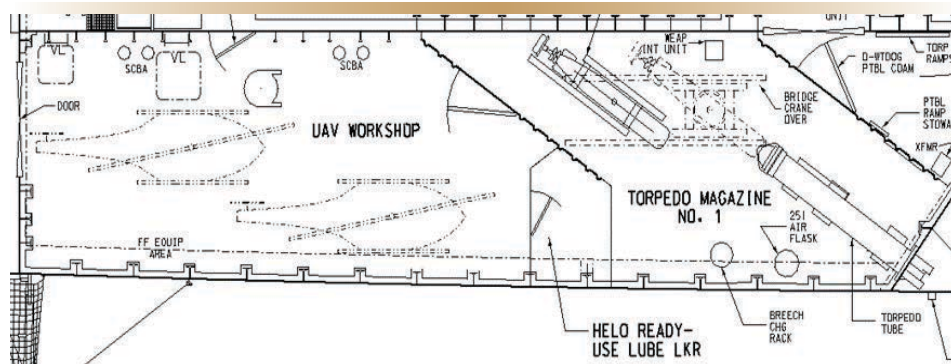 UNIT
VL
SCBA
VL
SCBA
WEAP
INT UNIT
D-WTDOG
PTBL CDAM
TORP
RAMPS
DOOR
BRIDGE
CRANE
OVER
PTBL
RAMP
STOWA
XFMR
UAV WORKSHOP
TORPEDO MAGAZINE
NO. 1
25I
AIR
FLASK
FF EQUIP
AREA
HELO READY-
USE LUBE LKR
BREECH
CHG
RACK
TORPEDO
TUBE